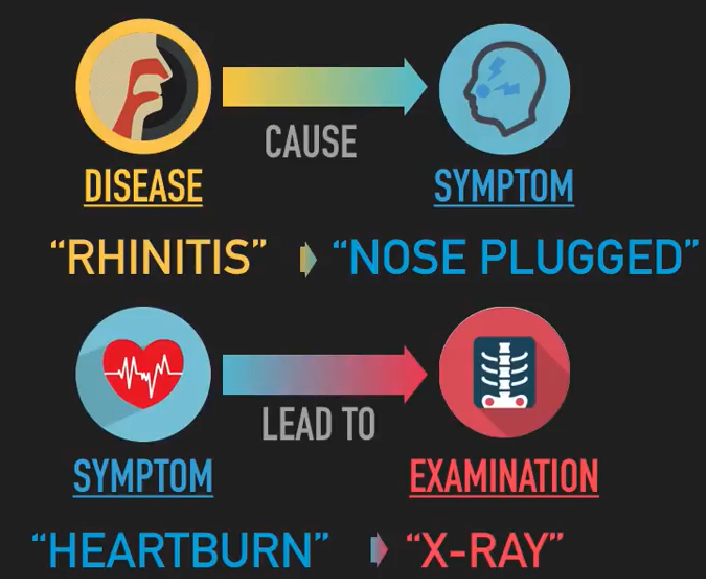 CAUSE
DISEASE SYMPTOM
“RHINITIS” “NOSE PLUGGED”
LEAD TO
SYMPTOM EXAMINATION
“HEARTBURN” “X-RAY”